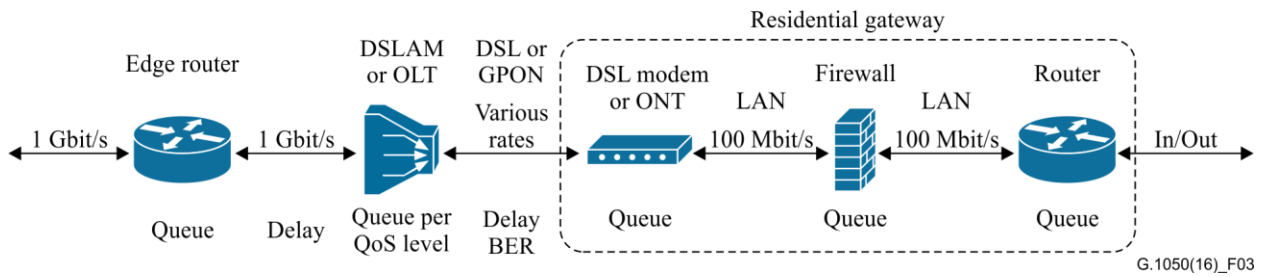 Residential gateway
Edge router
DSLAM
or OLT
DSL or
GPON
DSL modem
or ONT
Firewall
Router
LAN
LAN
1 Gbit/s
1 Gbit/s
Various
rates
100 Mbit/s
100 Mbit/s
In/Out
Queue
Delay
Queue per
QoS level
Delay
BER
Queue
Queue
Queue
G.1050(16)_F03